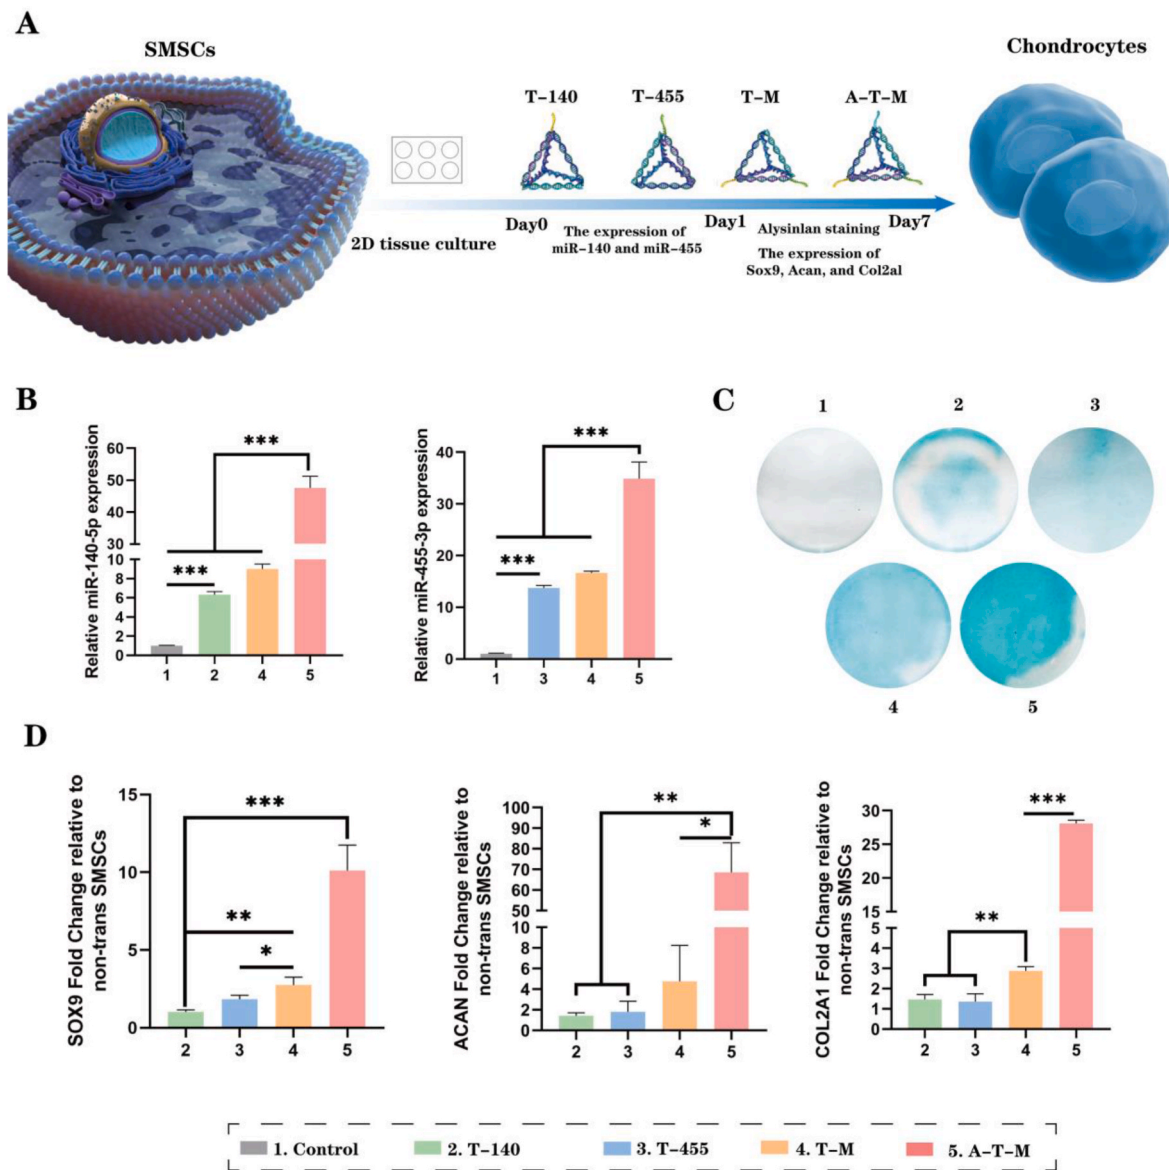 A
SMSCs
Chondrocytes
T-140
T-455
T-M
A-T-M
2D tissue culture
Day0
The expression of
miR-140 and miR-455
Day1
Alysinlan staining
Day7
The expression of
Sox9, Acan, and Col2al
B
Relative miR-140-5p expression
60
50
40
30
10
8
6
4
2
0
***
***
1
2
4
5
Relative miR-455-3p expression
40
30
20
10
0
***
***
1
3
4
5
C
1
2
3
4
5
D
SOX9 Fold Change relative to
non-trans SMSCs
15
10
5
0
***
**
*
2
3
4
5
ACAN Fold Change relative to
non-trans SMSCs
100
90
80
70
60
50
10
8
6
4
2
0
**
*
2
3
4
5
COL2A1 Fold Change relative to
non-trans SMSCs
30
25
20
15
5
4
3
2
1
0
**
***
2
3
4
5
1. Control
2. T-140
3. T-455
4. T-M
5. A-T-M